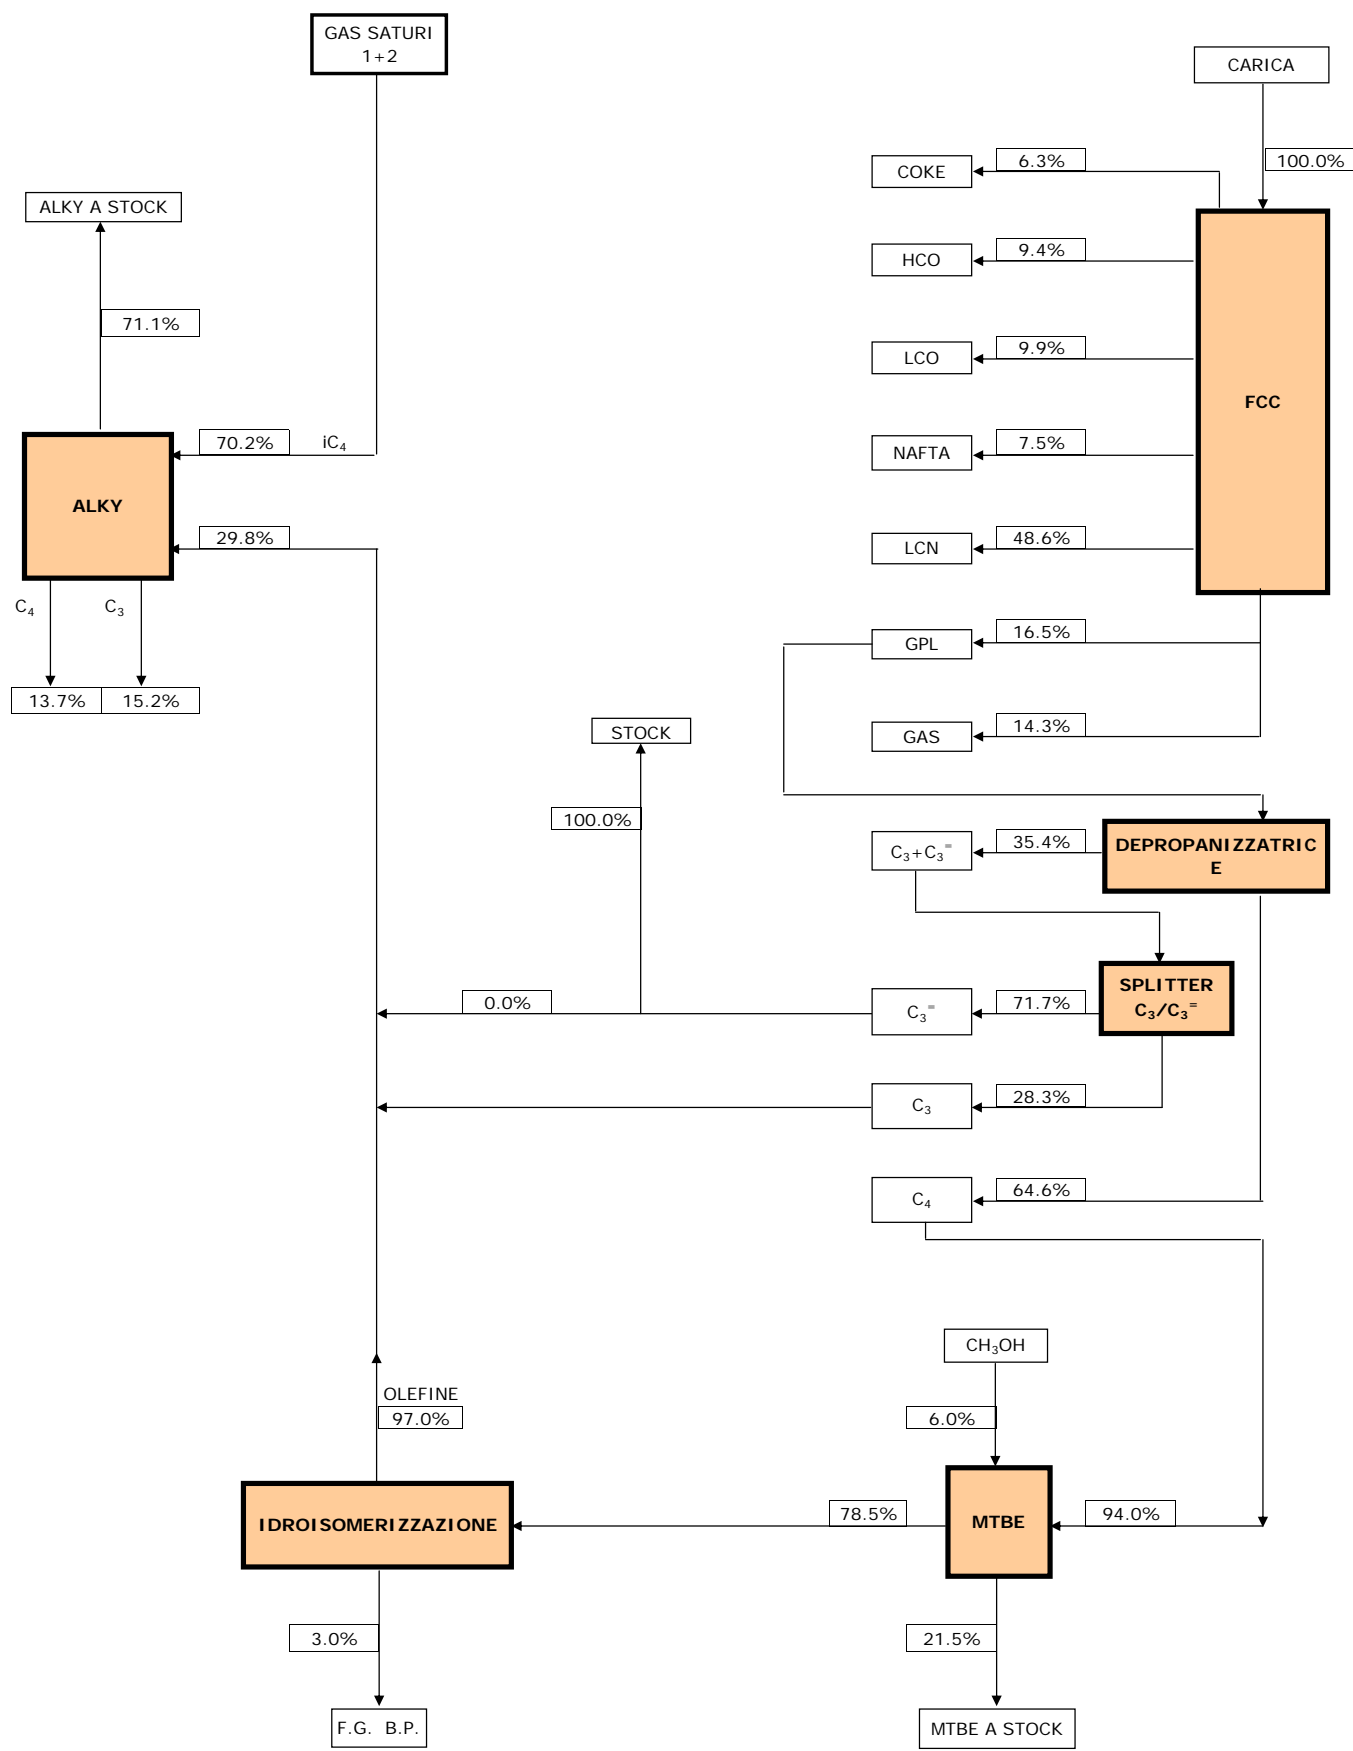 GAS SATURI
1+2
CARICA
100.0%
COKE
6.3%
ALKY A STOCK
HCO
9.4%
71.1%
LCO
9.9%
FCC
70.2%
iC₄
NAFTA
7.5%
ALKY
29.8%
LCN
48.6%
C₄
C₃
GPL
16.5%
13.7%
15.2%
STOCK
GAS
14.3%
100.0%
C₃+C₃⁼
35.4%
DEPROPANIZZATRIC
E
0.0%
C₃⁼
71.7%
SPLITTER
C₃/C₃⁼
C₃
28.3%
C₄
64.6%
CH₃OH
OLEFINE
97.0%
6.0%
IDROISOMERIZZAZIONE
78.5%
MTBE
94.0%
3.0%
21.5%
F.G. B.P.
MTBE A STOCK